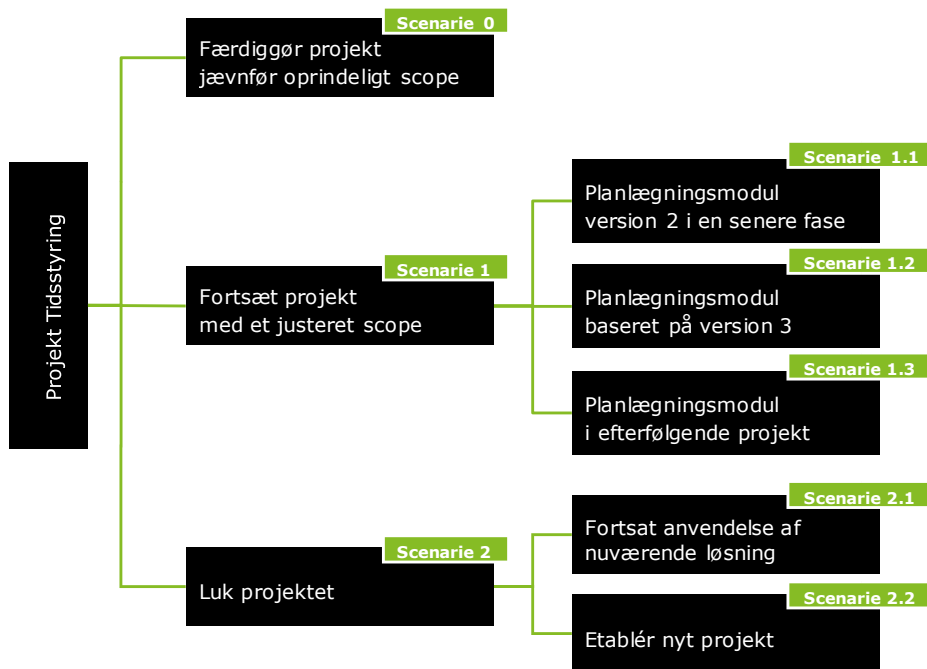 Projekt Tidsstyring
Scenarie 0
Færdiggør projekt
jævnfør oprindeligt scope
Scenarie 1
Fortsæt projekt
med et justeret scope
Scenarie 1.1
Planlægningsmodul
version 2 i en senere fase
Scenarie 1.2
Planlægningsmodul
baseret på version 3
Scenarie 1.3
Planlægningsmodul
i efterfølgende projekt
Scenarie 2
Luk projektet
Scenarie 2.1
Fortsat anvendelse af
nuværende løsning
Scenarie 2.2
Etablér nyt projekt